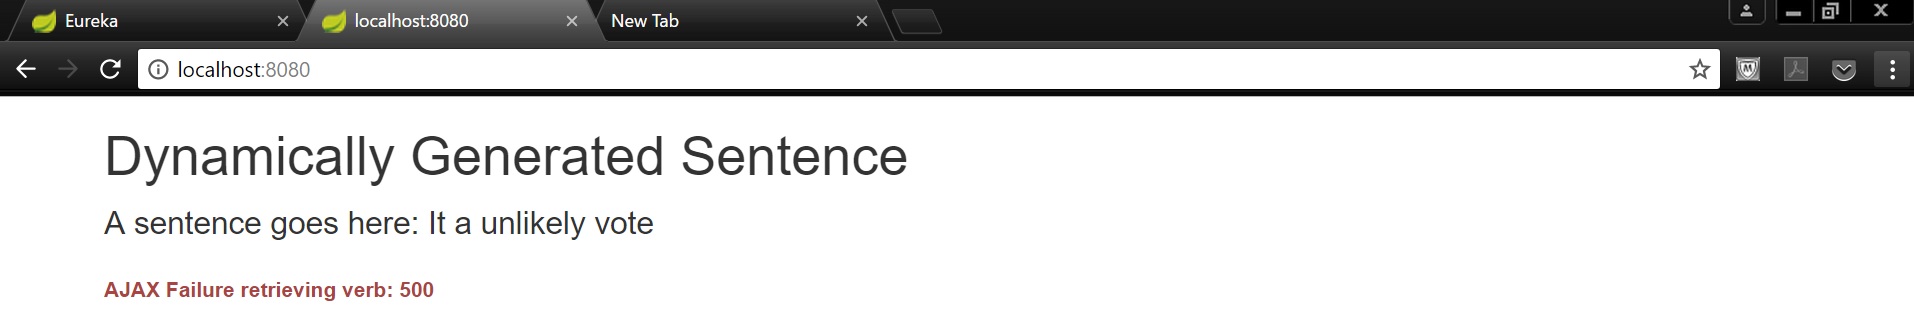 Eureka
localhost:8080
New Tab
localhost:8080
Dynamically Generated Sentence
A sentence goes here: It a unlikely vote
AJAX Failure retrieving verb: 500